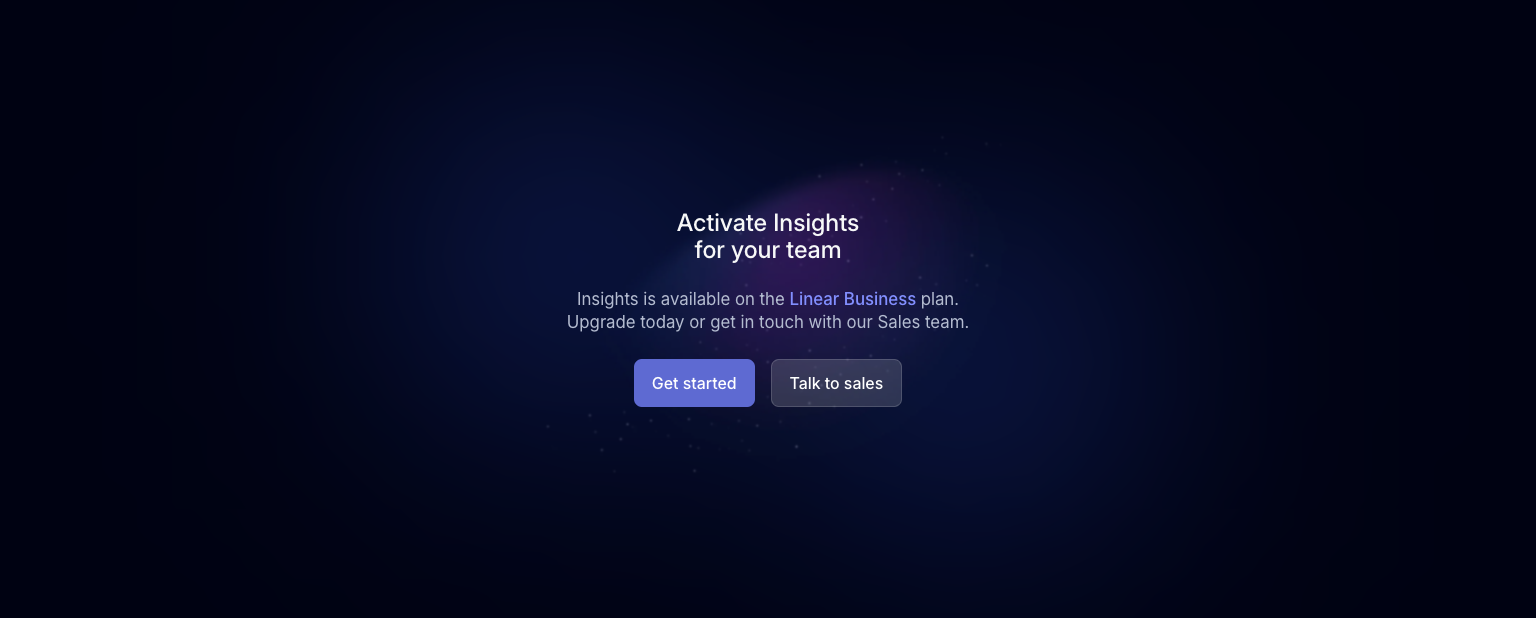 Activate Insights
for your team
Insights is available on the Linear Business plan.
Upgrade today or get in touch with our Sales team.
Get started
Talk to sales